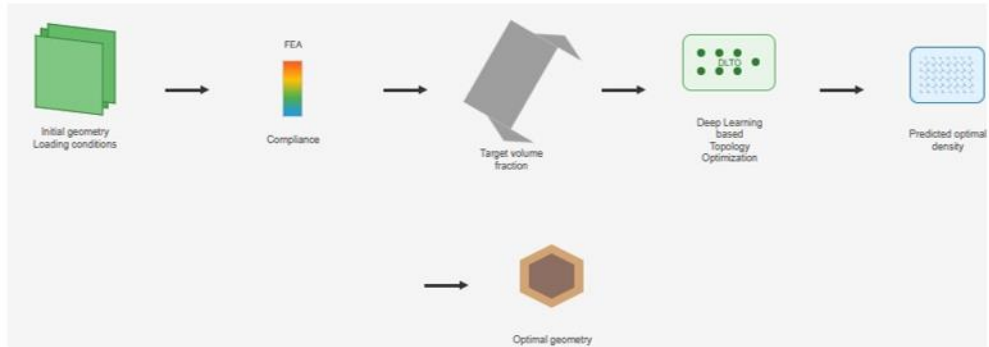 FEA
Initial geometry
Loading conditions
Compliance
Target volume
fraction
DLTO
Deep Learning
based
Topology
Optimization
Predicted optimal
density
Optimal geometry